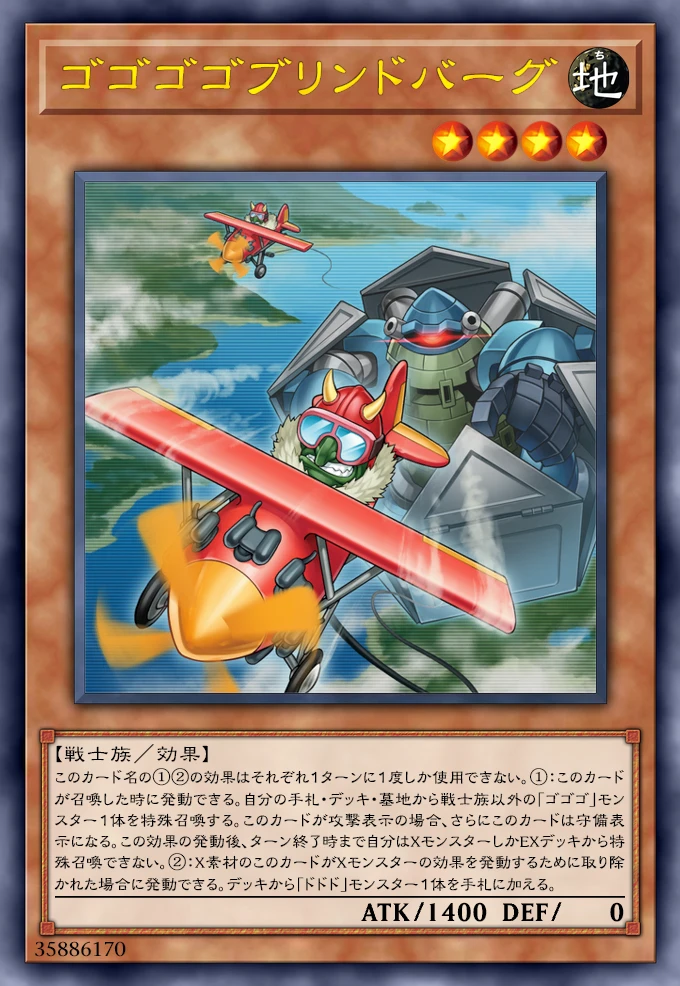 ゴゴゴゴブリンドバーグ
ち
地
【戦士族／効果】
このカード名の①②の効果はそれぞれ1ターンに1度しか使用できない。①：このカード
が召喚した時に発動できる。自分の手札・デッキ・墓地から戦士族以外の「ゴゴゴ」モン
スター1体を特殊召喚する。このカードが攻撃表示の場合、さらにこのカードは守備表
示になる。この効果の発動後、ターン終了時まで自分はXモンスターしかEXデッキから特
殊召喚できない。②：X素材のこのカードがXモンスターの効果を発動するために取り除
かれた場合に発動できる。デッキから「ドドド」モンスター1体を手札に加える。
ATK/1400 DEF/ 0
35886170